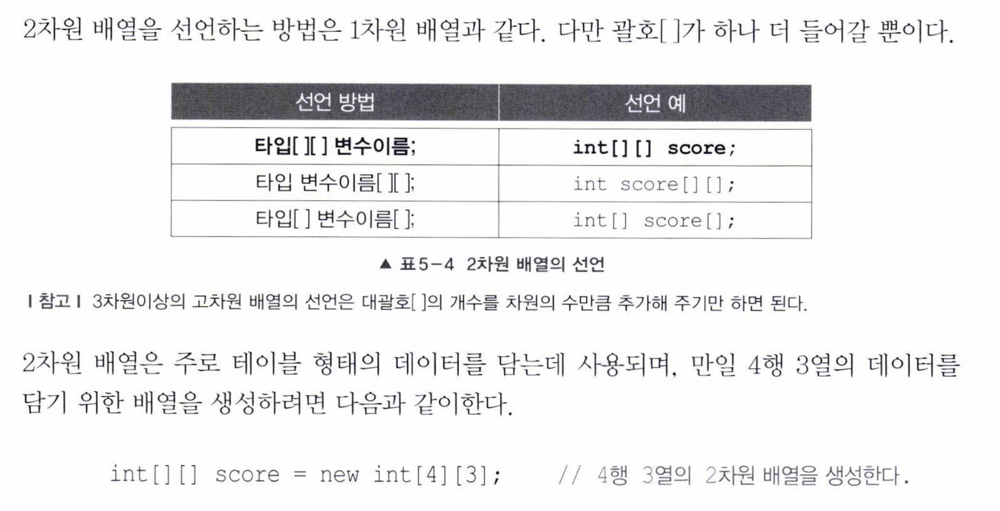 2차원 배열을 선언하는 방법은 1차원 배열과 같다. 다만 괄호[ ]가 하나 더 들어갈 뿐이다.
선언 방법 선언 예
타입[ ][ ] 변수이름; int[][] score;
타입 변수이름[ ][ ]; int score[][];
타입[ ] 변수이름[ ]; int[] score[];
▲ 표5-4 2차원 배열의 선언
| 참고 | 3차원이상의 고차원 배열의 선언은 대괄호[ ]의 개수를 차원의 수만큼 추가해 주기만 하면 된다.
2차원 배열은 주로 테이블 형태의 데이터를 담는데 사용되며, 만일 4행 3열의 데이터를
담기 위한 배열을 생성하려면 다음과 같이한다.
int[][] score = new int[4][3]; // 4행 3열의 2차원 배열을 생성한다.